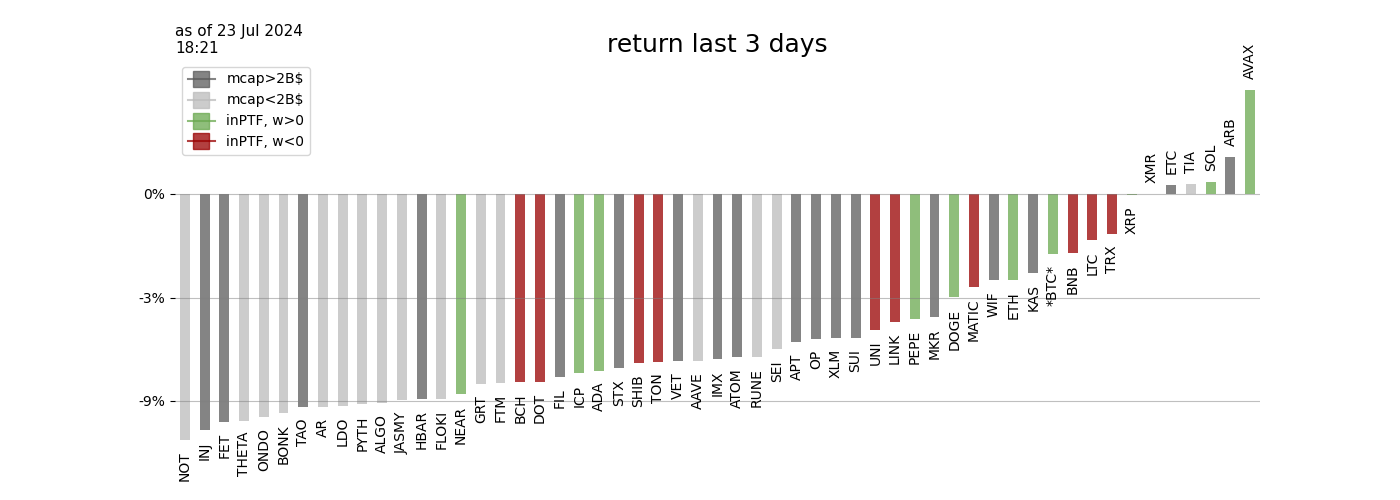 as of 23 Jul 2024
18:21
return last 3 days
mcap>2B$
mcap<2B$
inPTF, w>0
inPTF, w<0
0%
-3%
-9%
NOT
INJ
FET
THETA
ONDO
BONK
TAO
AR
LDO
PYTH
ALGO
JASMY
HBAR
FLOKI
NEAR
GRT
FTM
BCH
DOT
FIL
ICP
ADA
STX
SHIB
TON
VET
AAVE
IMX
ATOM
RUNE
SEI
APT
OP
XLM
SUI
UNI
LINK
PEPE
MKR
DOGE
MATIC
WIF
ETH
KAS
*BTC*
BNB
LTC
TRX
XRP
XMR
ETC
TIA
SOL
ARB
AVAX